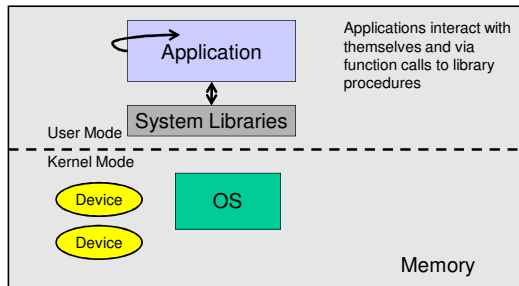 Applications interact with
themselves and via
function calls to library
procedures
Application
System Libraries
User Mode
Kernel Mode
Device
OS
Device
Memory